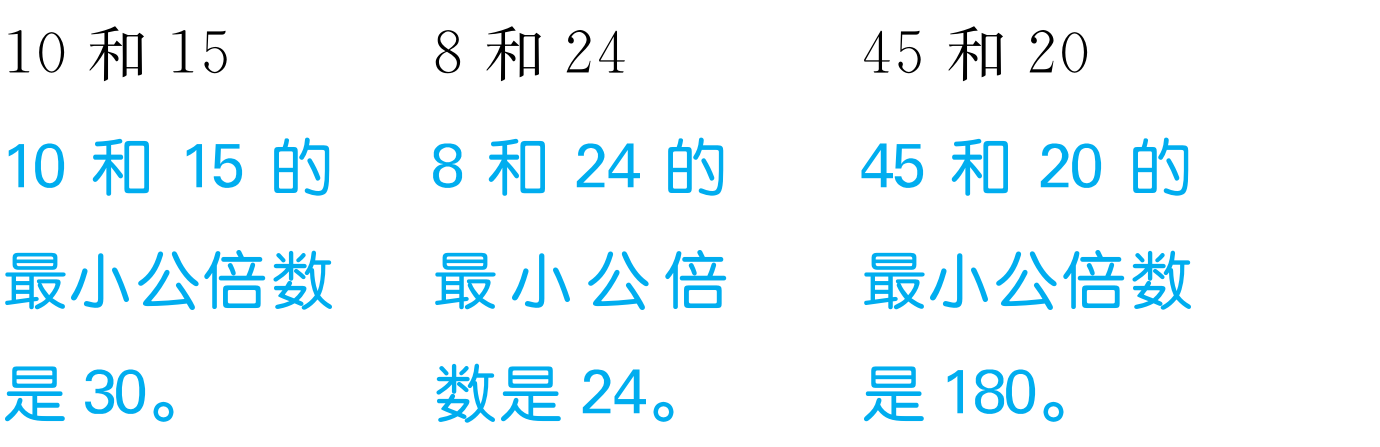 10 和 15
10 和 15 的
最小公倍数
是 30。
8 和 24
8 和 24 的
最小公倍
数是 24。
45 和 20
45 和 20 的
最小公倍数
是 180。